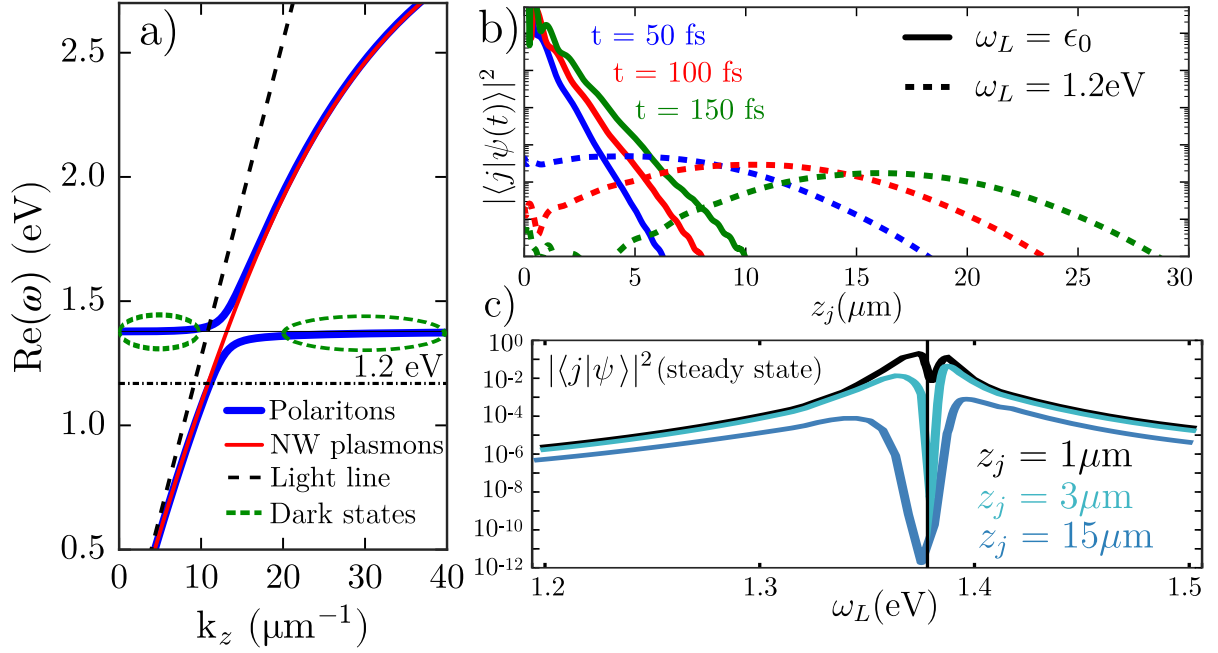 a)
2.5
2.0
1.5
1.0
0.5
Re(ω) (eV)
1.2 eV
Polaritons
NW plasmons
Light line
Dark states
0 10 20 30 40
k_z (μm⁻¹)
b)
t = 50 fs
t = 100 fs
t = 150 fs
ω_L = ϵ_0
ω_L = 1.2eV
|⟨j|ψ(t)⟩|²
0 5 10 15 20 25 30
z_j(μm)
c)
10⁰
10⁻²
10⁻⁴
10⁻⁶
10⁻⁸
10⁻¹⁰
10⁻¹²
|⟨j|ψ⟩|² (steady state)
z_j = 1μm
z_j = 3μm
z_j = 15μm
1.2 1.3 1.4 1.5
ω_L(eV)